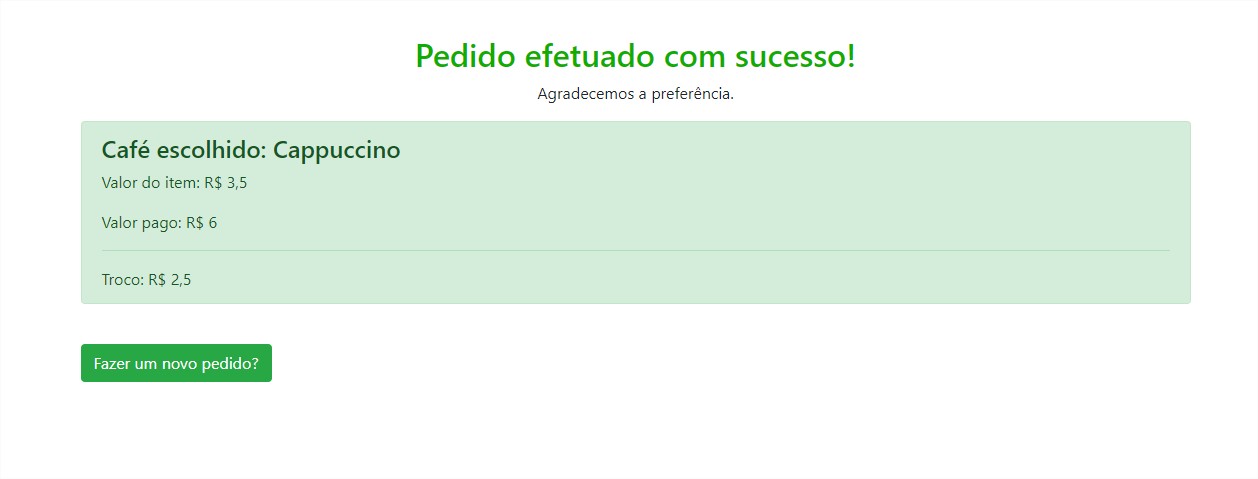 Pedido efetuado com sucesso!
Agradecemos a preferência.
Café escolhido: Cappuccino
Valor do item: R$ 3,5
Valor pago: R$ 6
Troco: R$ 2,5
Fazer um novo pedido?